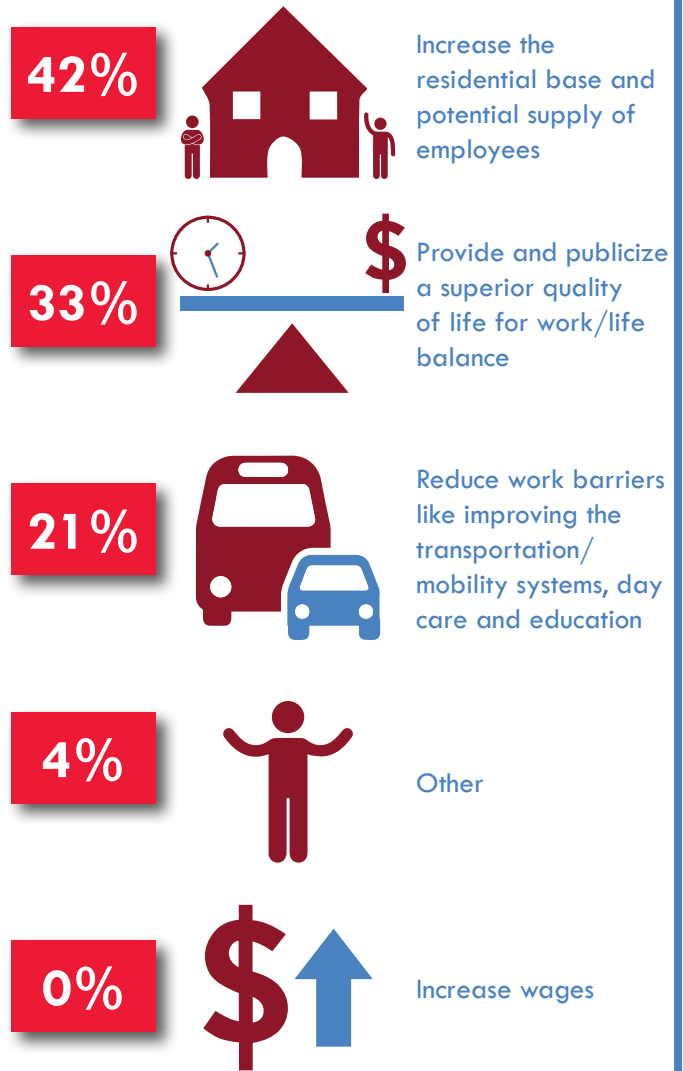 42%
Increase the
residential base and
potential supply of
employees
$
33%
Provide and publicize
a superior quality
of life for work/life
balance
21%
Reduce work barriers
like improving the
transportation/
mobility systems, day
care and education
4%
Other
0%
$
Increase wages